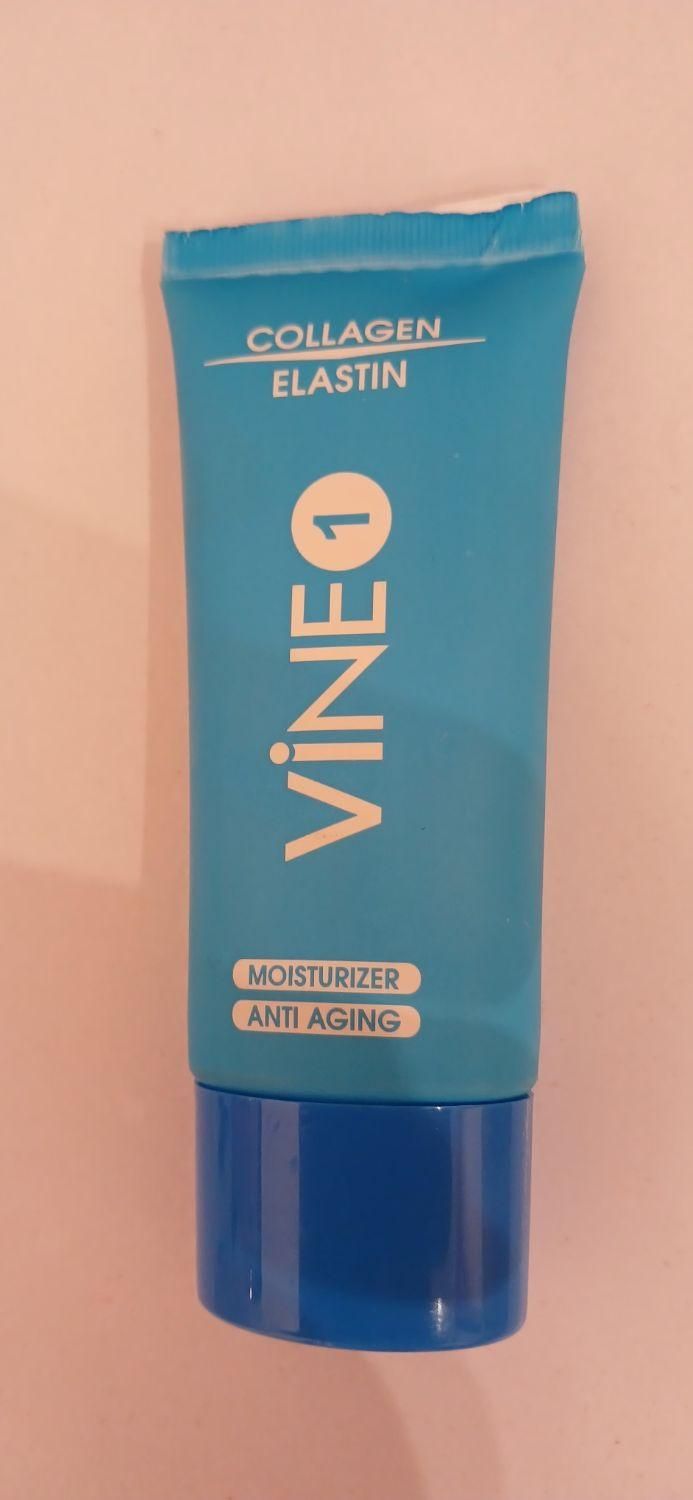 COLLAGEN
ELASTIN
ViNE 1
MOISTURIZER
ANTI AGING